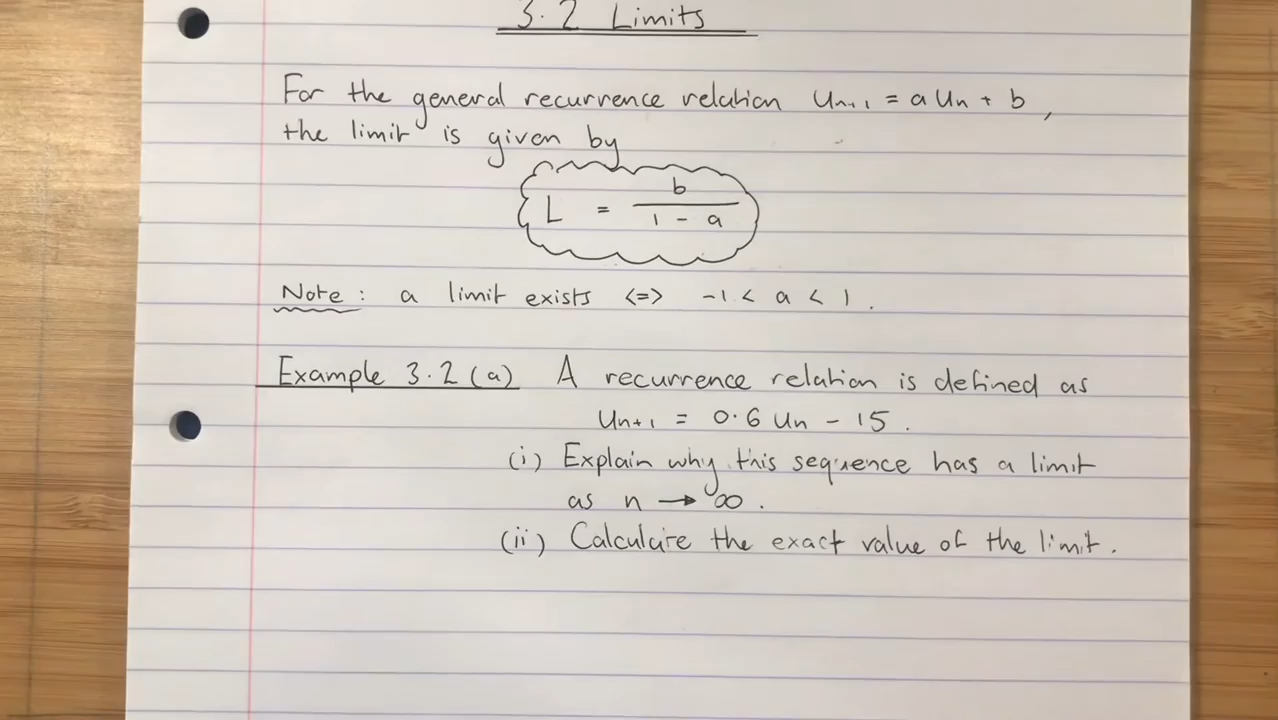 3.2 Limits
For the general recurrence relation Un+1 = a Un + b,
the limit is given by
L = b / 1 - a
Note: a limit exists <=> -1 < a < 1.
Example 3.2 (a) A recurrence relation is defined as
Un+1 = 0.6 Un - 15.
(i) Explain why this sequence has a limit
as n → ∞.
(ii) Calculate the exact value of the limit.